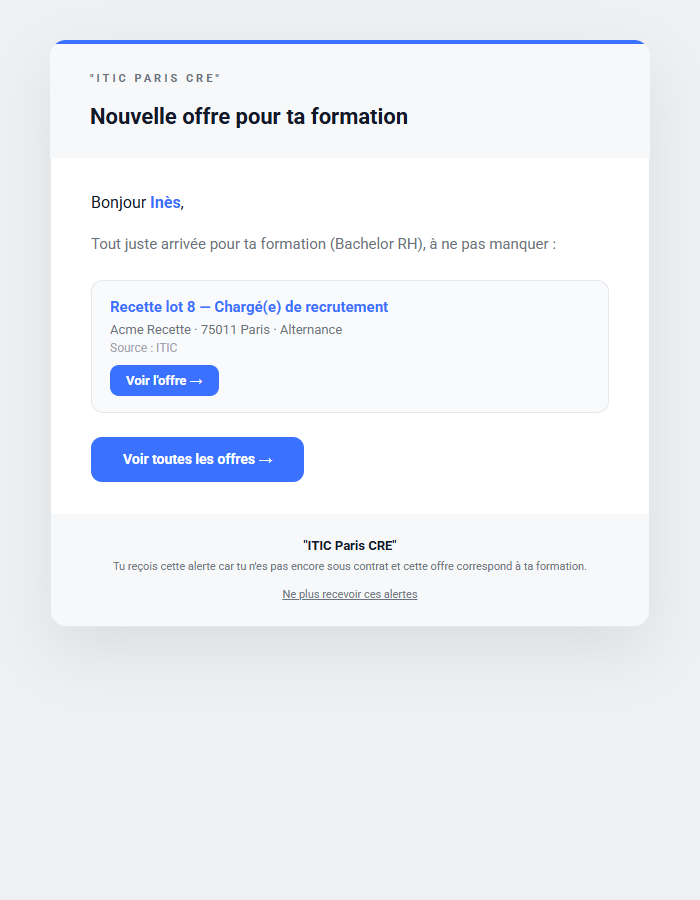 "ITIC PARIS CRE"
Nouvelle offre pour ta formation
Bonjour Inès,
Tout juste arrivée pour ta formation (Bachelor RH), à ne pas manquer :
Recette lot 8 — Chargé(e) de recrutement
Acme Recette · 75011 Paris · Alternance
Source : ITIC
Voir l'offre →
Voir toutes les offres →
"ITIC Paris CRE"
Tu reçois cette alerte car tu n'es pas encore sous contrat et cette offre correspond à ta formation.
Ne plus recevoir ces alertes